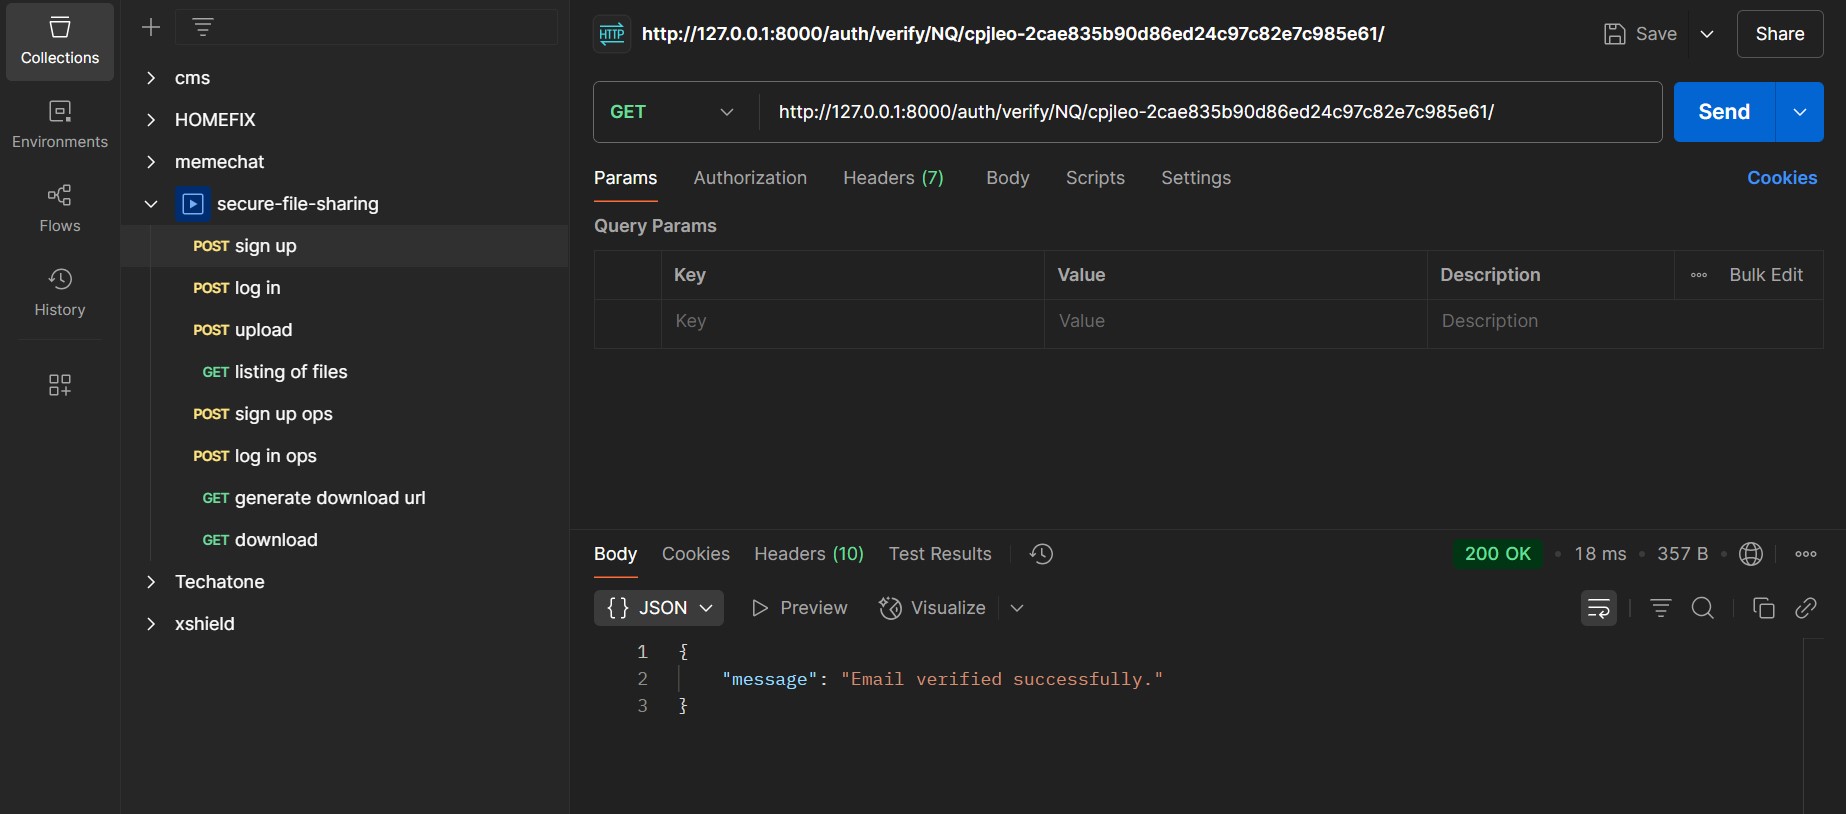 Collections
Environments
Flows
History
cms
HOMEFIX
memechat
secure-file-sharing
POST sign up
POST log in
POST upload
GET listing of files
POST sign up ops
POST log in ops
GET generate download url
GET download
Techatone
xshield
HTTP http://127.0.0.1:8000/auth/verify/NQ/cpjleo-2cae835b90d86ed24c97c82e7c985e61/
Save
Share
GET http://127.0.0.1:8000/auth/verify/NQ/cpjleo-2cae835b90d86ed24c97c82e7c985e61/
Send
Params Authorization Headers (7) Body Scripts Settings Cookies
Query Params
Key Value Description Bulk Edit
Key Value Description
Body Cookies Headers (10) Test Results 200 OK • 18 ms • 357 B •
{} JSON Preview Visualize
1 {
2 "message": "Email verified successfully."
3 }